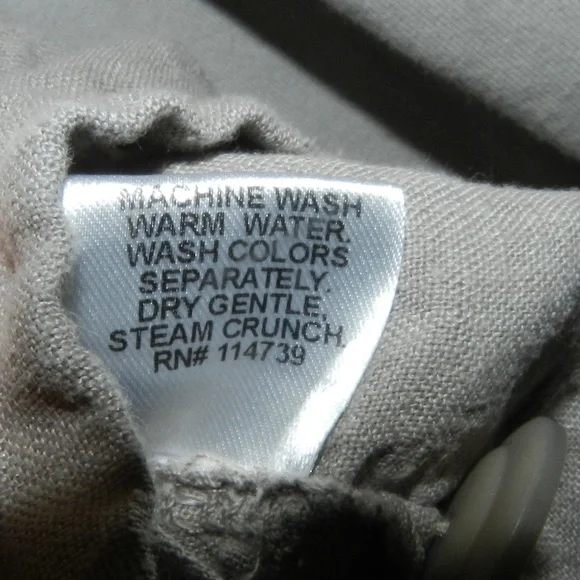 MACHINE WASH
WARM WATER.
WASH COLORS
SEPARATELY.
DRY GENTLE,
STEAM CRUNCH.
RN# 114739